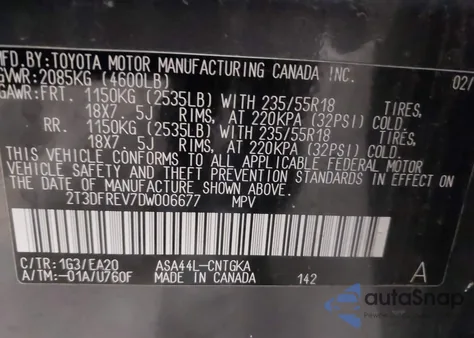 MFD.BY:TOYOTA MOTOR MANUFACTURING CANADA INC. 02/
GVWR:2085KG (4600LB)
GAWR:FRT. 1150KG (2535LB) WITH 235/55R18 TIRES,
18X7. 5J RIMS, AT 220KPA (32PSI) COLD
RR. 1150KG (2535LB) WITH 235/55R18 TIRES,
18X7. 5J RIMS, AT 220KPA (32PSI) COLD
THIS VEHICLE CONFORMS TO ALL APPLICABLE FEDERAL MOTOR
VEHICLE SAFETY AND THEFT PREVENTION STANDARDS IN EFFECT
ON THE DATE OF MANUFACTURE SHOWN ABOVE.
2T3DFREV7DW006677 MPV
C/TR:1G3/EA20 ASA44L-CNTGKA A
A/TM:-01A/U760F MADE IN CANADA 142
autoSnap